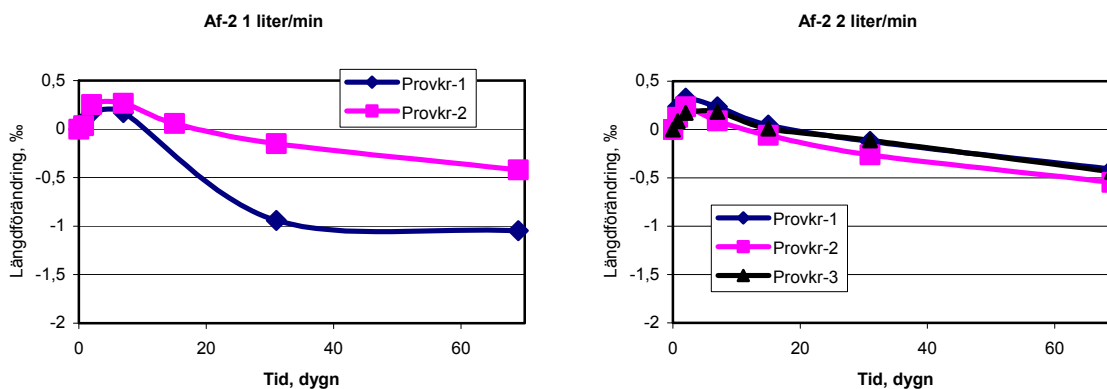 Af-2 1 liter/min
0,5
0
-0,5
-1
-1,5
-2
Längdförändring, ‰
0
20
40
60
Tid, dygn
Provkr-1
Provkr-2
Af-2 2 liter/min
0,5
0
-0,5
-1
-1,5
-2
Längdförändring, ‰
0
20
40
60
Tid, dygn
Provkr-1
Provkr-2
Provkr-3